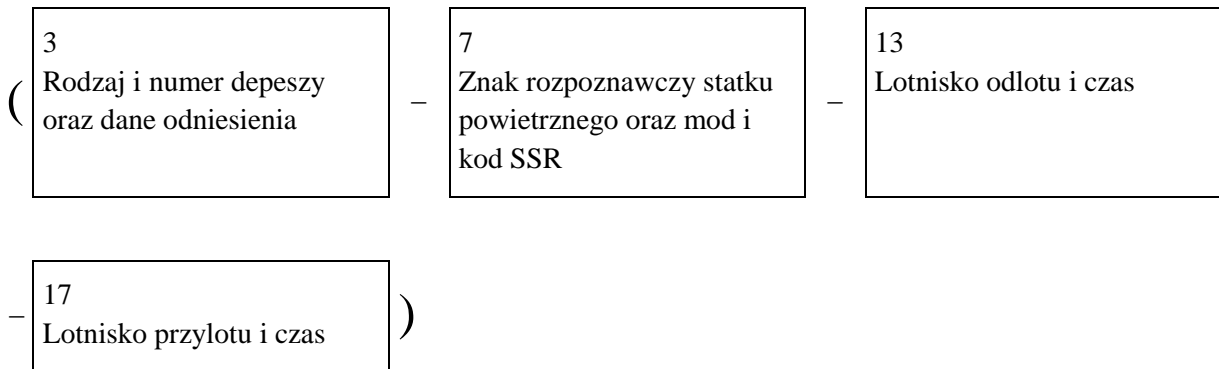 3
7
13
( Rodzaj i numer depeszy oraz dane odniesienia
– Znak rozpoznawczy statku powietrznego oraz mod i kod SSR
– Lotnisko odlotu i czas
17
– Lotnisko przylotu i czas )